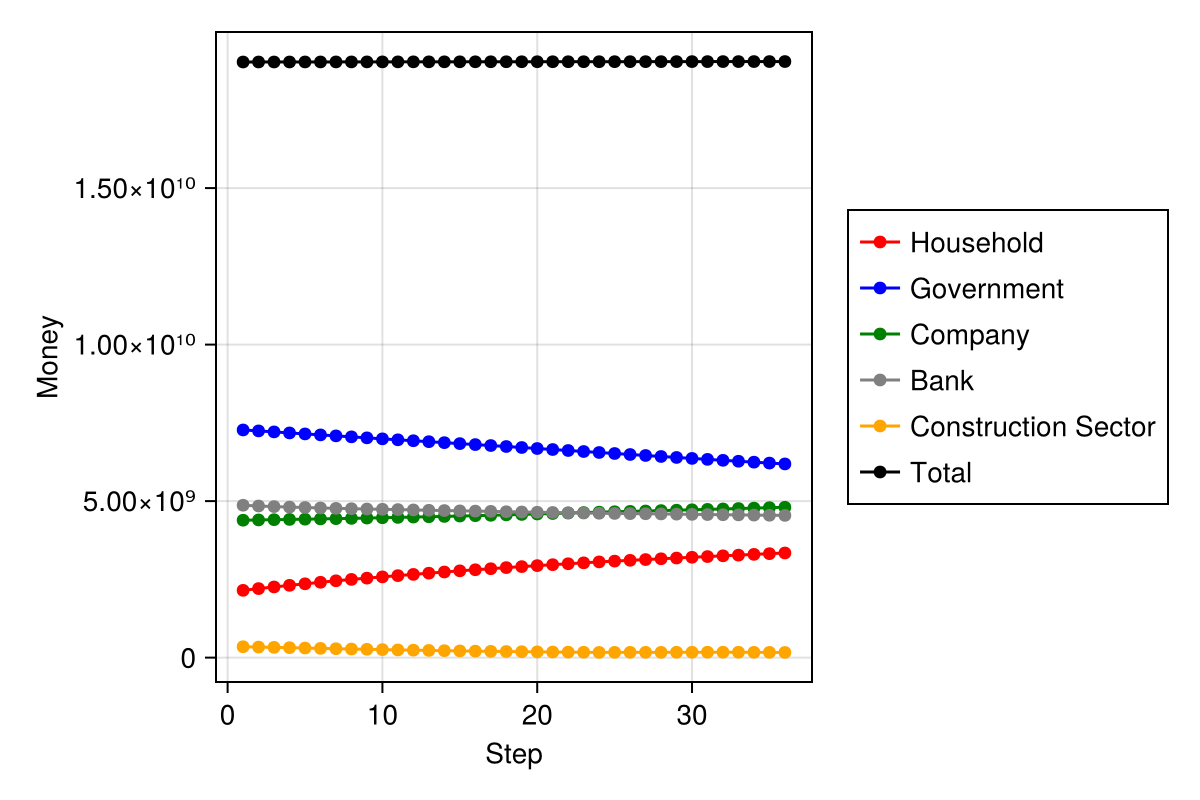 1.50×10¹⁰
1.00×10¹⁰
5.00×10⁹
0
Money
0 10 20 30
Step
Household
Government
Company
Bank
Construction Sector
Total